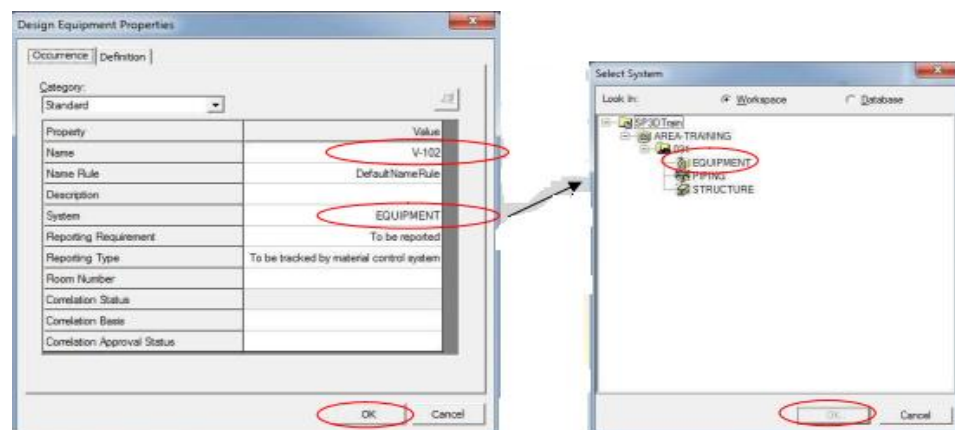 Design Equipment Properties
Occurrence Definition
Category:
Standard
Property Value
Name V-102
Name Rule DefaultNameRule
Description
System EQUIPMENT
Reporting Requirement To be reported
Reporting Type To be tracked by material control system
Room Number
Correlation Status
Correlation Basis
Correlation Approval Status
OK Cancel
Select System
Look in: Workspace Database
SP3DTrain
AREA-TRAINING
EQUIPMENT
PIPING
STRUCTURE
OK Cancel